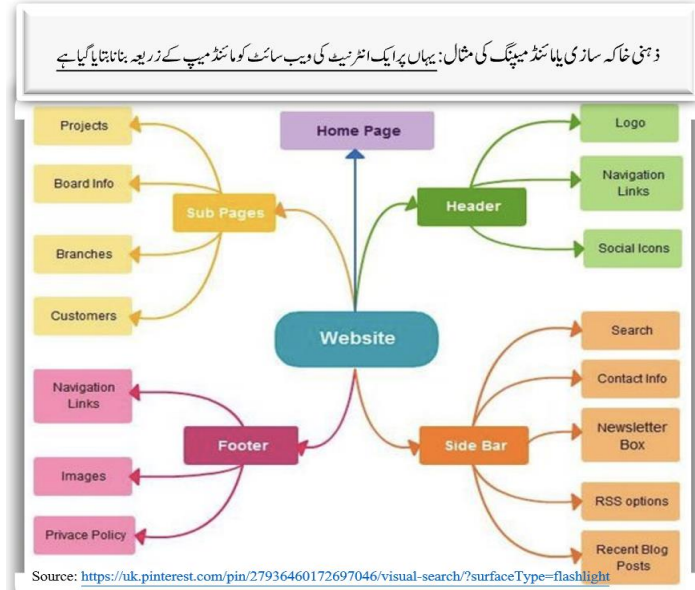 ذہنی خاکہ سازی یا مائنڈ میپنگ کی مثال: یہاں پر ایک انٹرنیٹ کی ویب سائٹ کو مائنڈ میپ کے زریعہ بنانا بتایا گیا ہے
Home Page
Projects
Board Info
Branches
Customers
Sub Pages
Header
Logo
Navigation
Links
Social Icons
Website
Navigation
Links
Images
Privace Policy
Footer
Side Bar
Search
Contact Info
Newsletter
Box
RSS options
Recent Blog
Posts
Source: https://uk.pinterest.com/pin/27936460172697046/visual-search/?surfaceType=flashlight